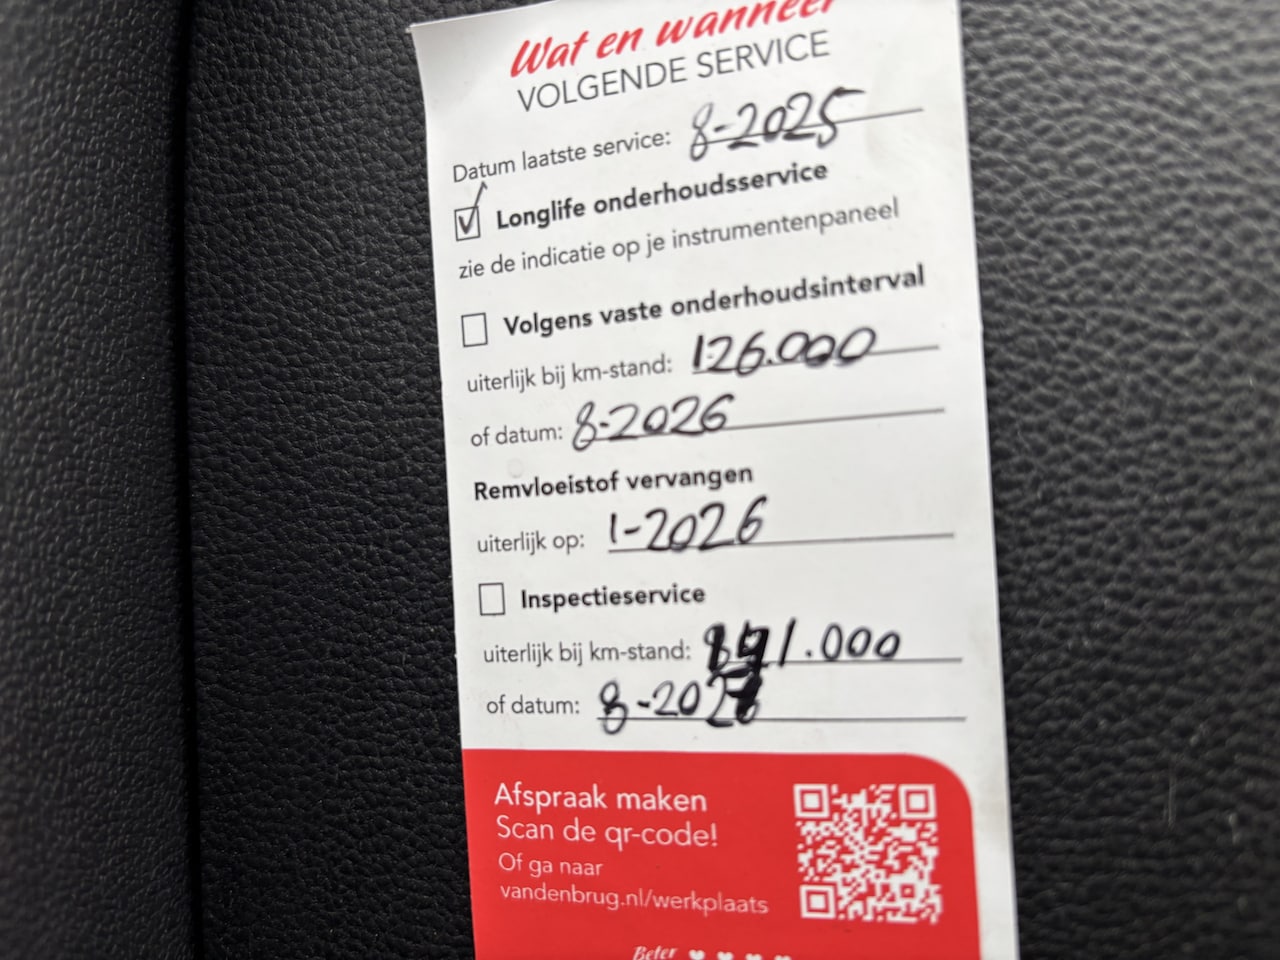 Wat en wanneer
VOLGENDE SERVICE
Datum laatste service: 8-2025
Longlife onderhoudsservice
zie de indicatie op je instrumentenpaneel
Volgens vaste onderhoudsinterval
uiterlijk bij km-stand: 126.000
of datum: 8-2026
Remvloeistof vervangen
uiterlijk op: 1-2026
Inspectieservice
uiterlijk bij km-stand:
of datum:
Afspraak maken
Scan de qr-code!
Of ga naar
vandenbrug.nl/werkplaats
Beter